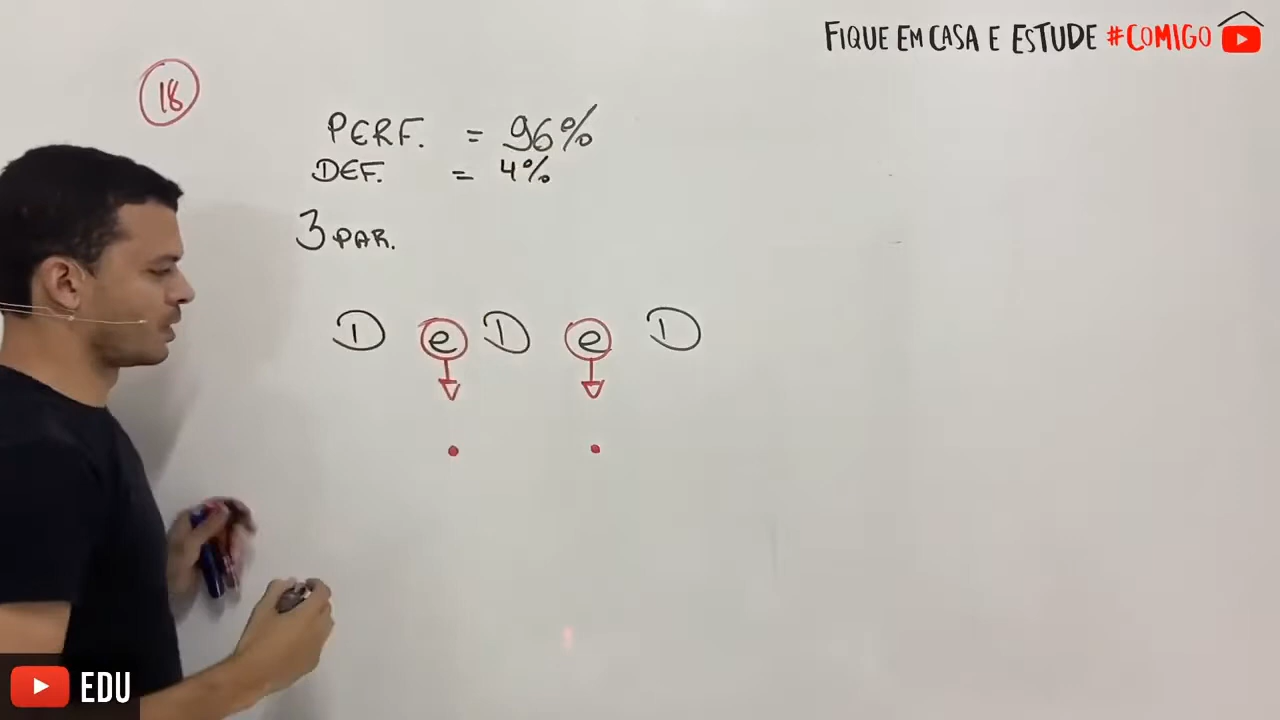 FIQUE EM CASA E ESTUDE #COMIGO
18
PERF. = 96%
DEF. = 4%
3 PAR.
D e D e D
EDU